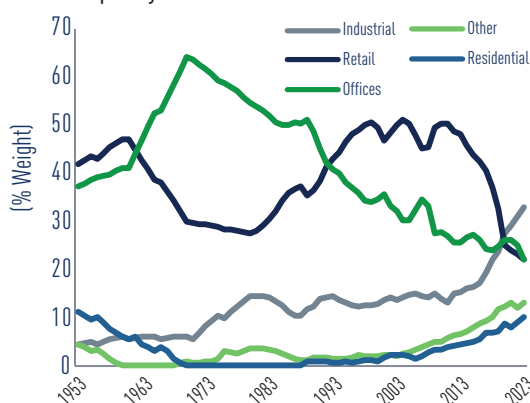 70
60
50
40
30
20
10
0
(% Weight)
Industrial
Other
Retail
Residential
Offices
1953
1963
1973
1983
1993
2003
2013
2023